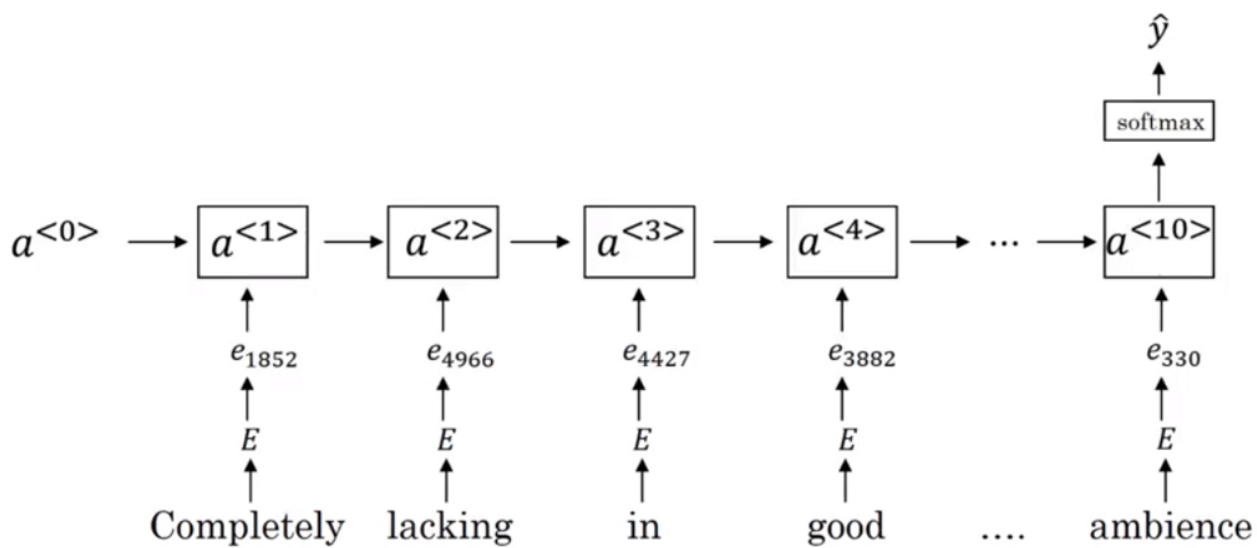 ŷ
softmax
a<0> a<1> a<2> a<3> a<4> ... a<10>
e1852 e4966 e4427 e3882 e330
E E E E E
Completely lacking in good .... ambience